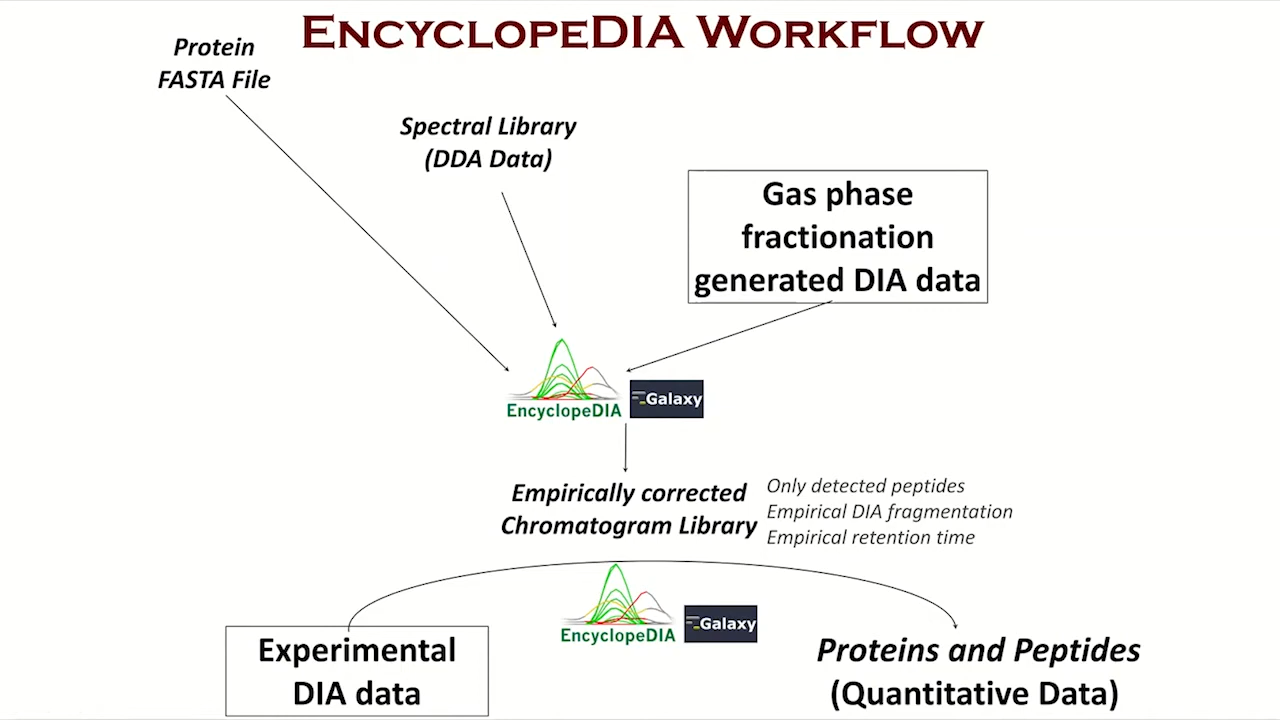 ENCYCLOPEDIA WORKFLOW
Protein
FASTA File
Spectral Library
(DDA Data)
Gas phase
fractionation
generated DIA data
EncyclopeDIA
Galaxy
Empirically corrected
Chromatogram Library
Only detected peptides
Empirical DIA fragmentation
Empirical retention time
EncyclopeDIA
Galaxy
Experimental
DIA data
Proteins and Peptides
(Quantitative Data)